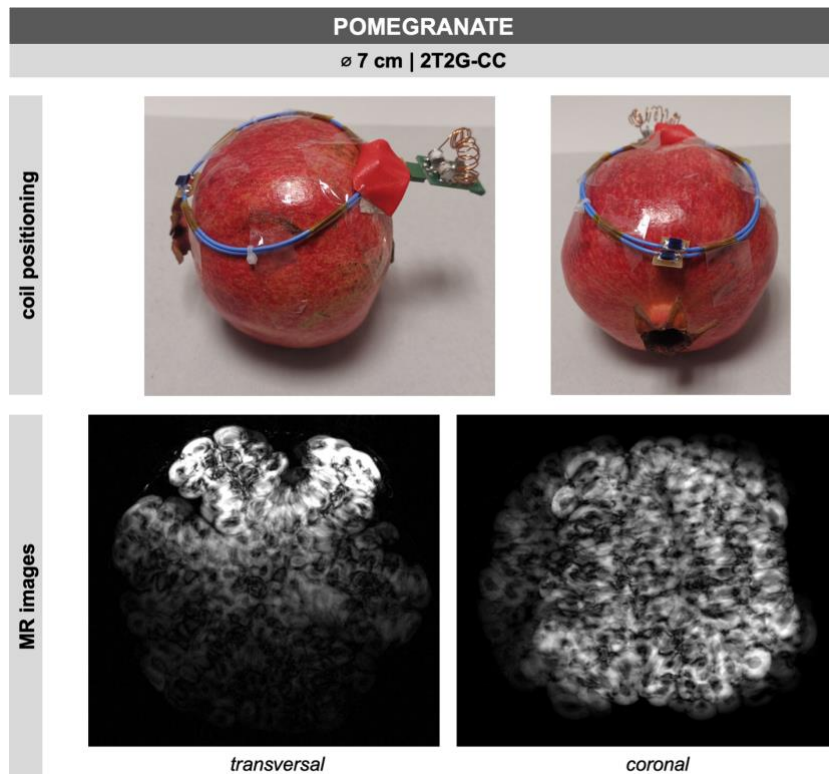 POMEGRANATE
⌀ 7 cm | 2T2G-CC
coil positioning
MR images
transversal
coronal